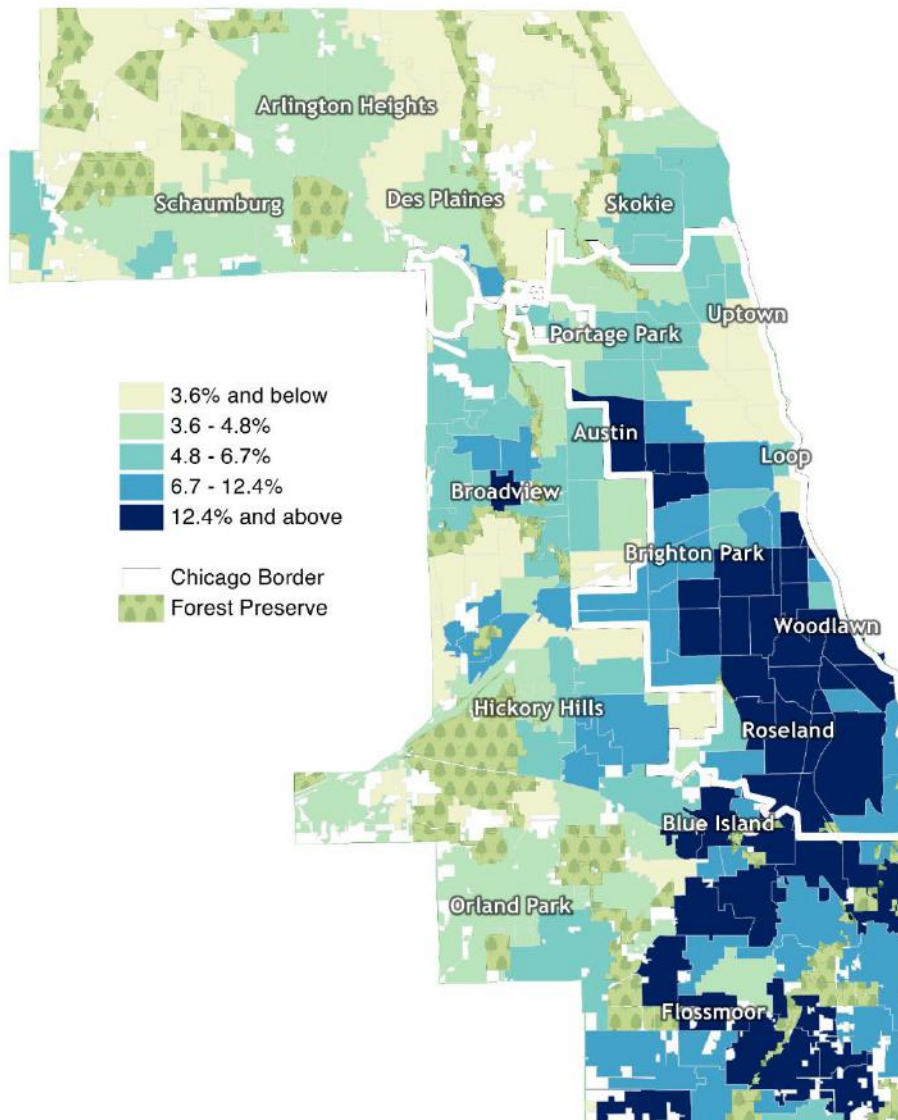 Arlington Heights
Schaumburg
Des Plaines
Skokie
Uptown
Portage Park
3.6% and below
3.6 - 4.8%
4.8 - 6.7%
6.7 - 12.4%
12.4% and above
Chicago Border
Forest Preserve
Austin
Loop
Broadview
Brighton Park
Woodlawn
Hickory Hills
Roseland
Blue Island
Orland Park
Flossmoor